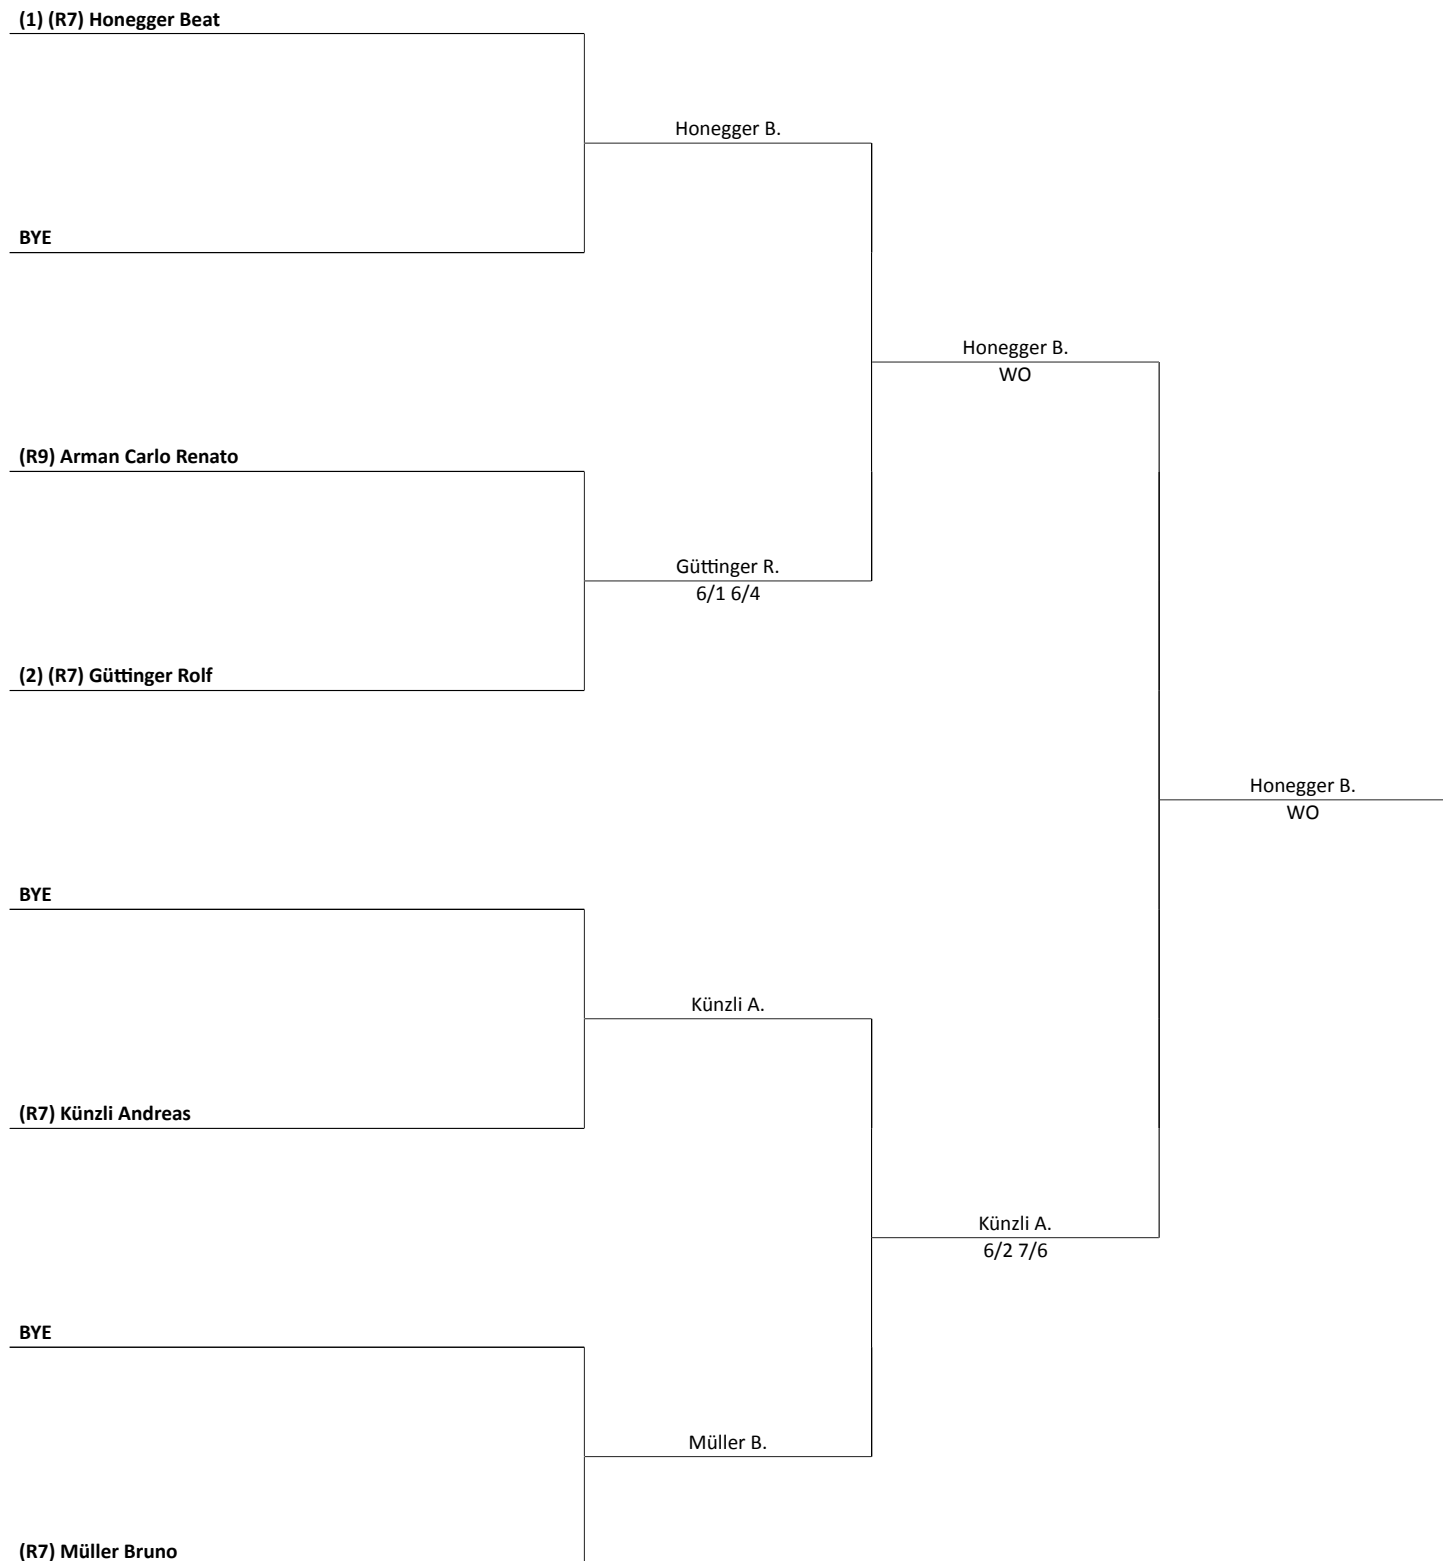 (1) (R7) Honegger Beat
Honegger B.
BYE
Honegger B.
WO
(R9) Arman Carlo Renato
Güttinger R.
6/1 6/4
(2) (R7) Güttinger Rolf
Honegger B.
WO
BYE
Künzli A.
(R7) Künzli Andreas
Künzli A.
6/2 7/6
BYE
Müller B.
(R7) Müller Bruno